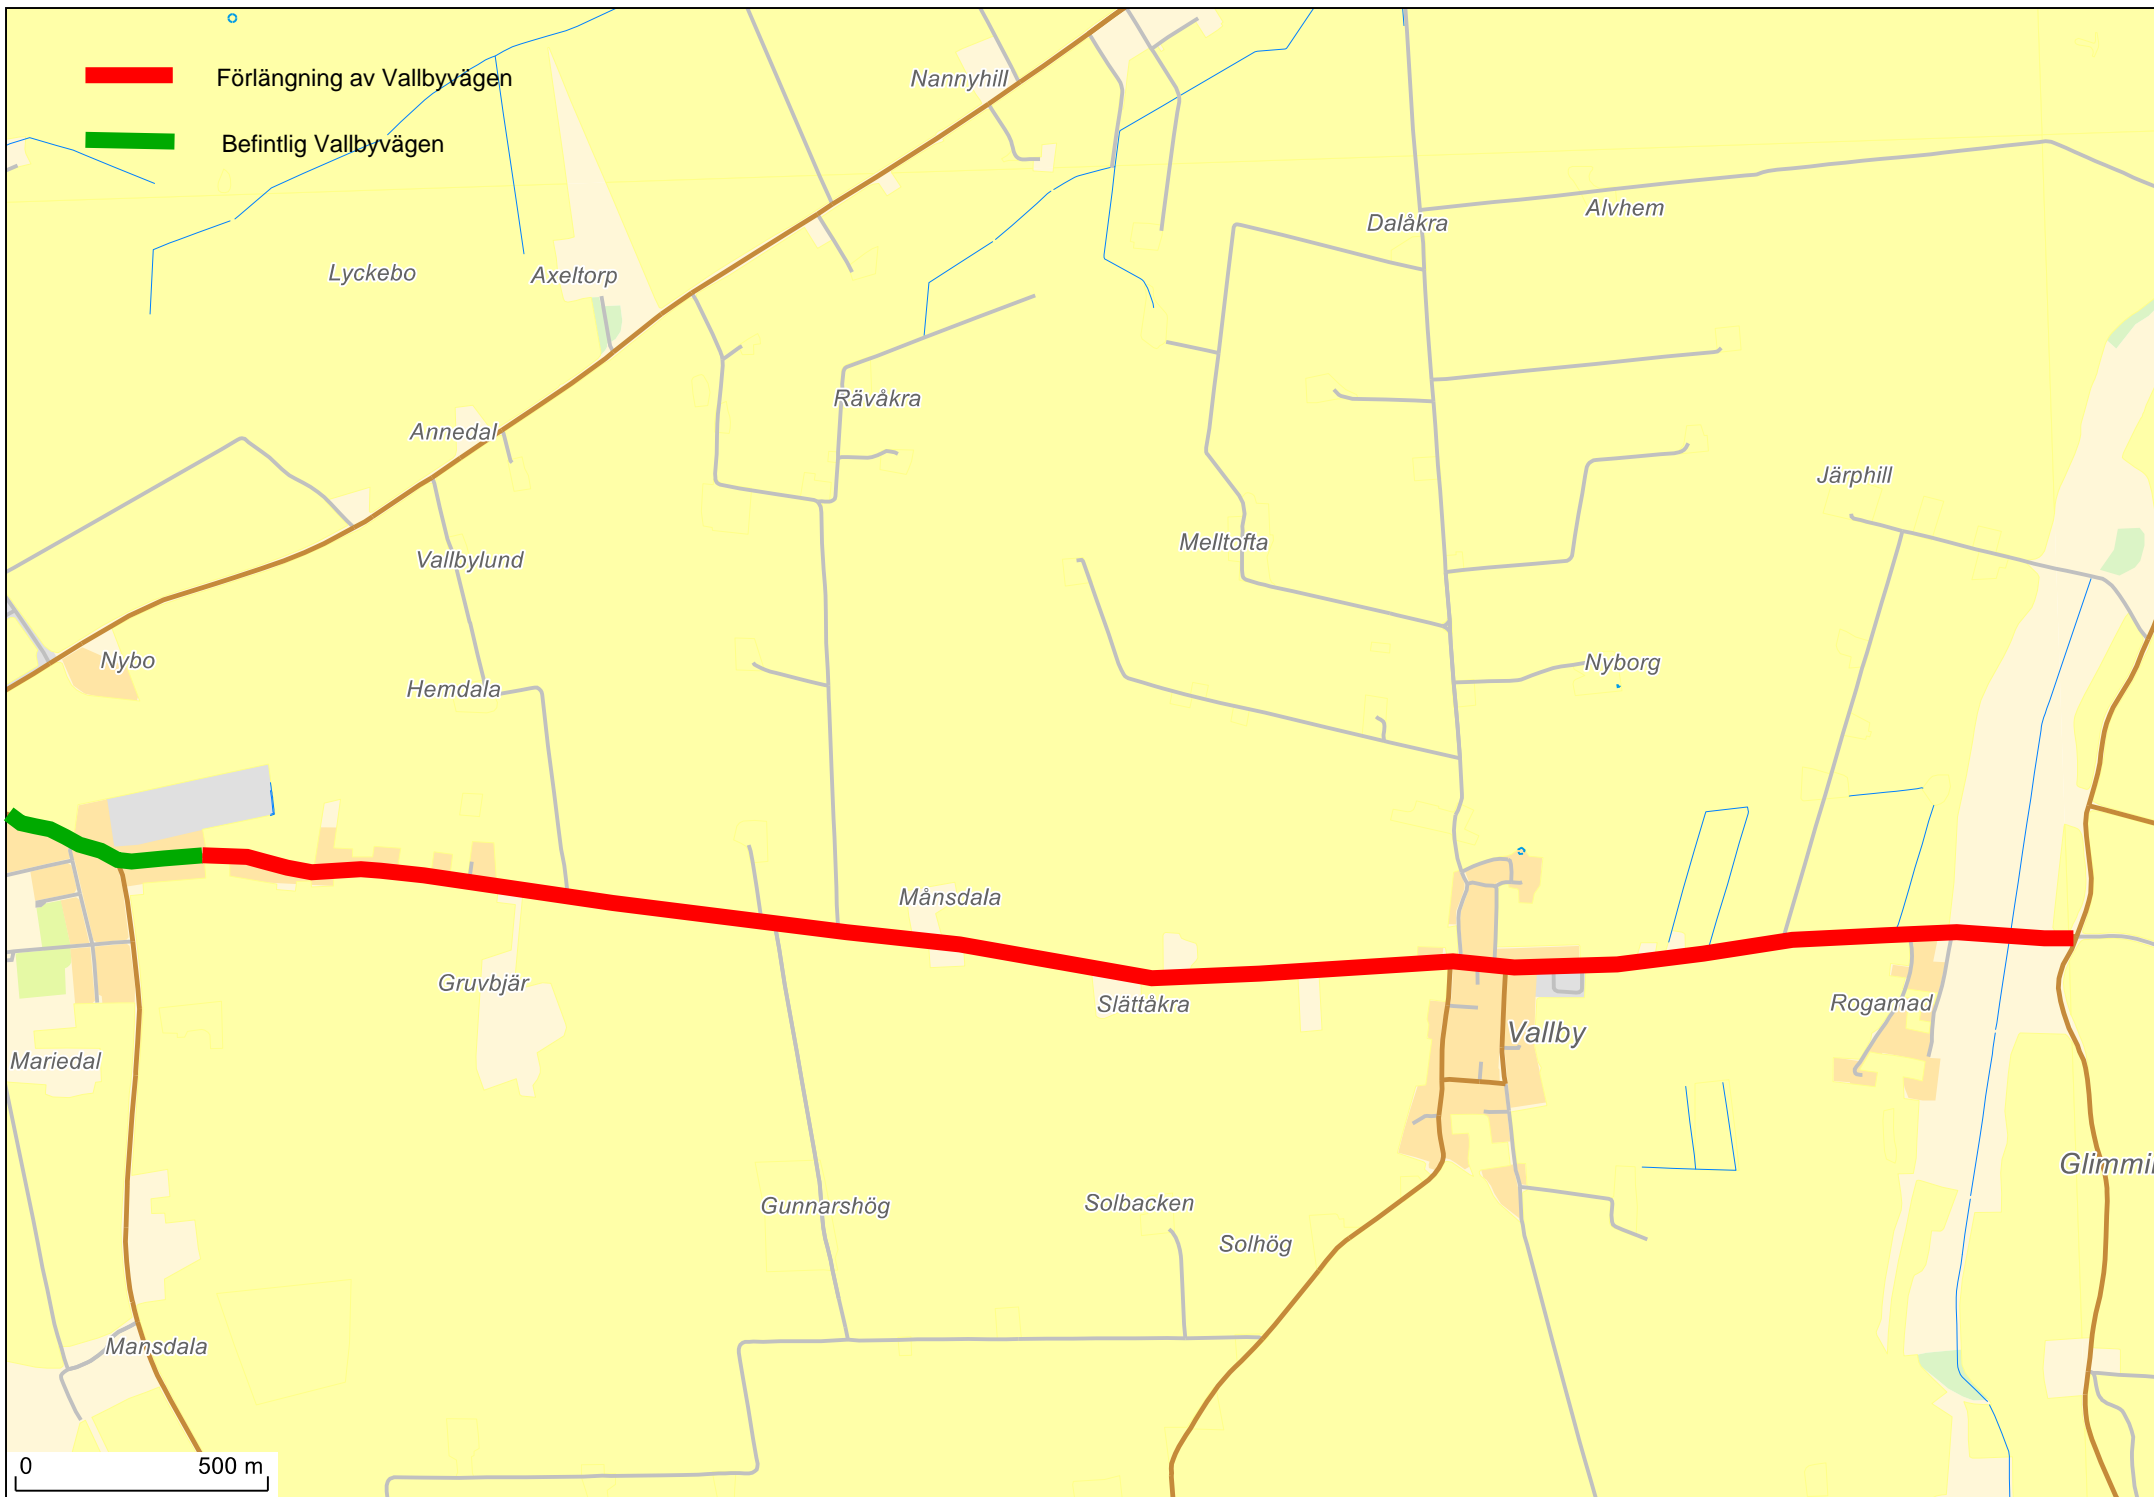 Förlängning av Vallbyvägen
Befintlig Vallbyvägen
Nannyhill
Alvhem
Dalåkra
Lyckebo
Axeltorp
Rävåkra
Annedal
Järphill
Melltofta
Vallbylund
Nybo
Nyborg
Hemdala
Månsdala
Gruvbjär
Slättåkra
Rogamad
Vallby
Mariedal
Glimmi
Solbacken
Gunnarshög
Solhög
Mansdala
0 500 m